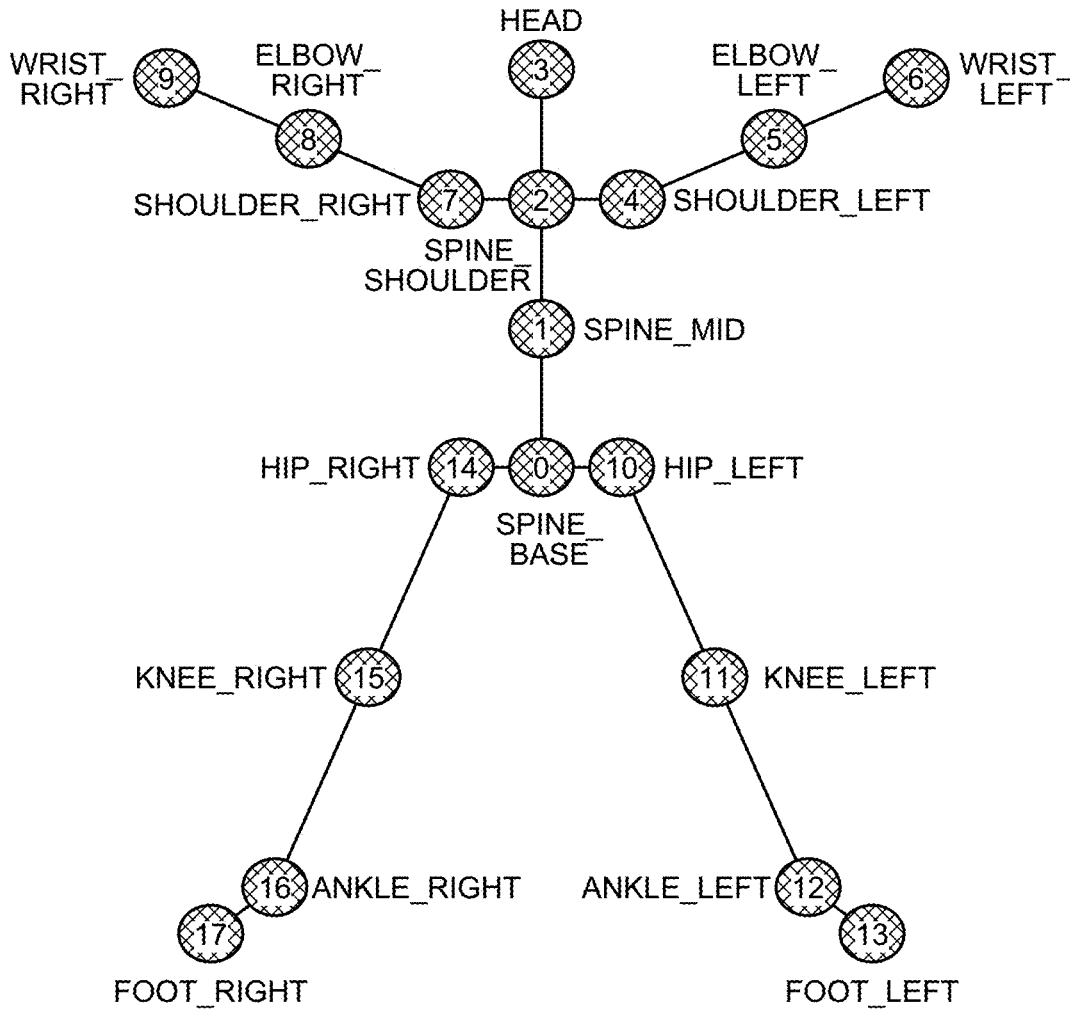 HEAD
3
WRIST_
RIGHT
9
ELBOW_
RIGHT
8
ELBOW_
LEFT
5
6
WRIST_
LEFT
SHOULDER_RIGHT
7
2
4
SHOULDER_LEFT
SPINE_
SHOULDER
1
SPINE_MID
HIP_RIGHT
14
0
10
HIP_LEFT
SPINE_
BASE
KNEE_RIGHT
15
11
KNEE_LEFT
16
ANKLE_RIGHT
ANKLE_LEFT
12
17
13
FOOT_RIGHT
FOOT_LEFT